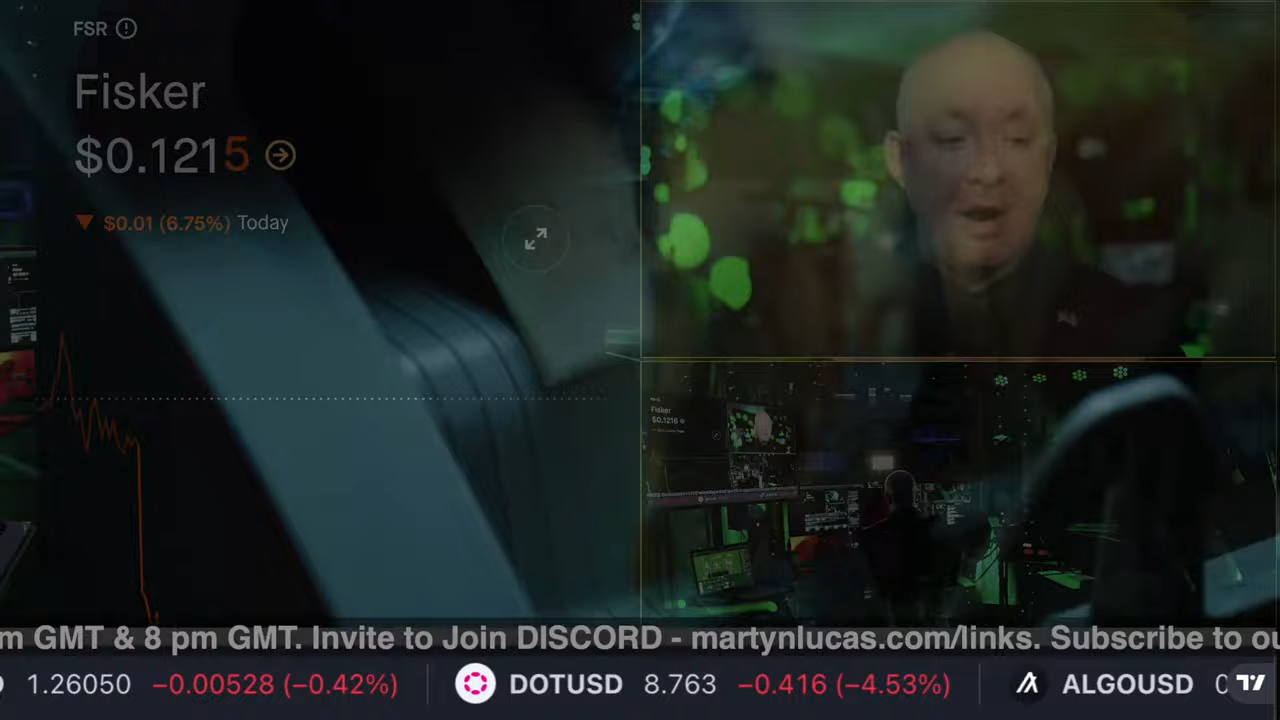 FSR
Fisker
$0.1215
$0.01 (6.75%) Today
Fisker
m GMT & 8 pm GMT. Invite to Join DISCORD - martynlucas.com/links. Subscribe to ou
1.26050 −0.00528 (−0.42%) DOTUSD 8.763 −0.416 (−4.53%) ALGOUSD